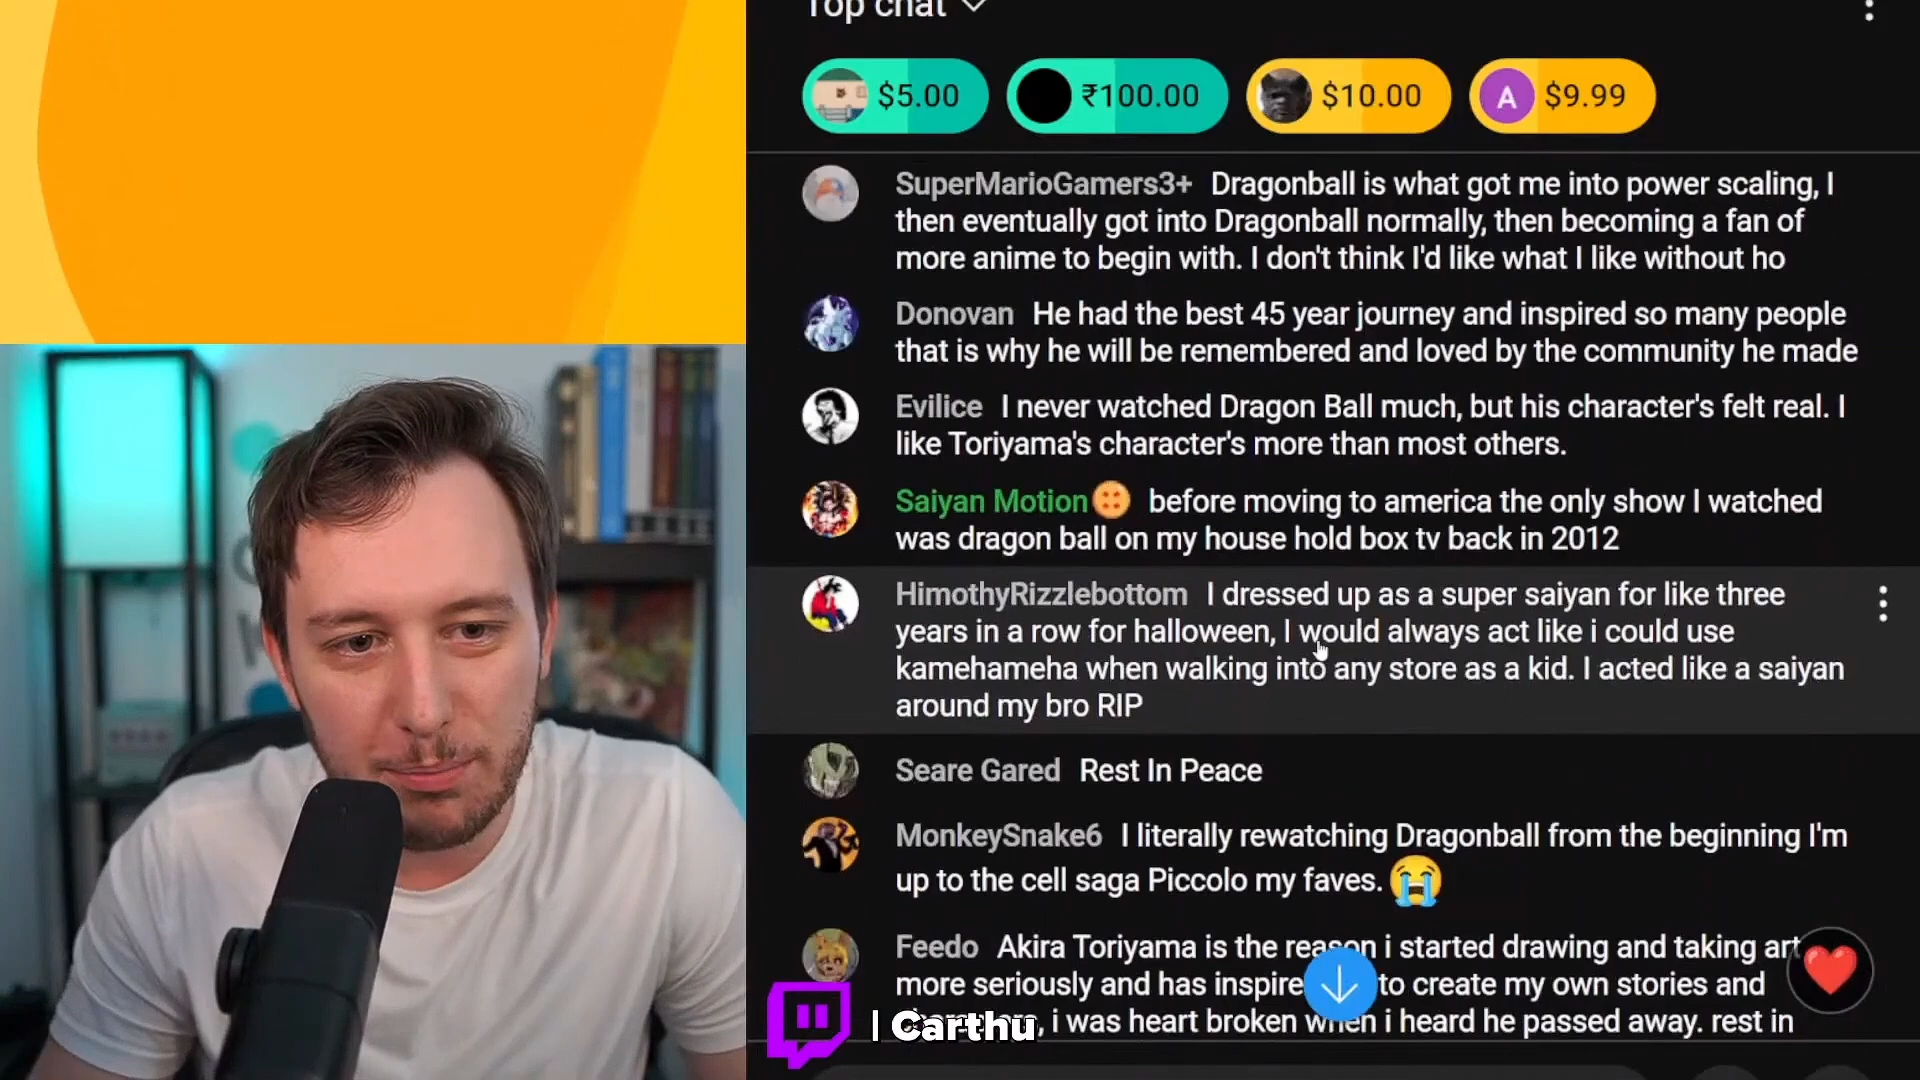 Top chat
$5.00
₹100.00
$10.00
A $9.99
SuperMarioGamers3+ Dragonball is what got me into power scaling, I
then eventually got into Dragonball normally, then becoming a fan of
more anime to begin with. I don't think I'd like what I like without ho
Donovan He had the best 45 year journey and inspired so many people
that is why he will be remembered and loved by the community he made
Evilice I never watched Dragon Ball much, but his character's felt real. I
like Toriyama's character's more than most others.
Saiyan Motion before moving to america the only show I watched
was dragon ball on my house hold box tv back in 2012
HimothyRizzlebottom I dressed up as a super saiyan for like three
years in a row for halloween, I would always act like i could use
kamehameha when walking into any store as a kid. I acted like a saiyan
around my bro RIP
Seare Gared Rest In Peace
MonkeySnake6 I literally rewatching Dragonball from the beginning I'm
up to the cell saga Piccolo my faves.
Feedo Akira Toriyama is the reason i started drawing and taking art
more seriously and has inspire to create my own stories and
i was heart broken when i heard he passed away. rest in
| Carthu